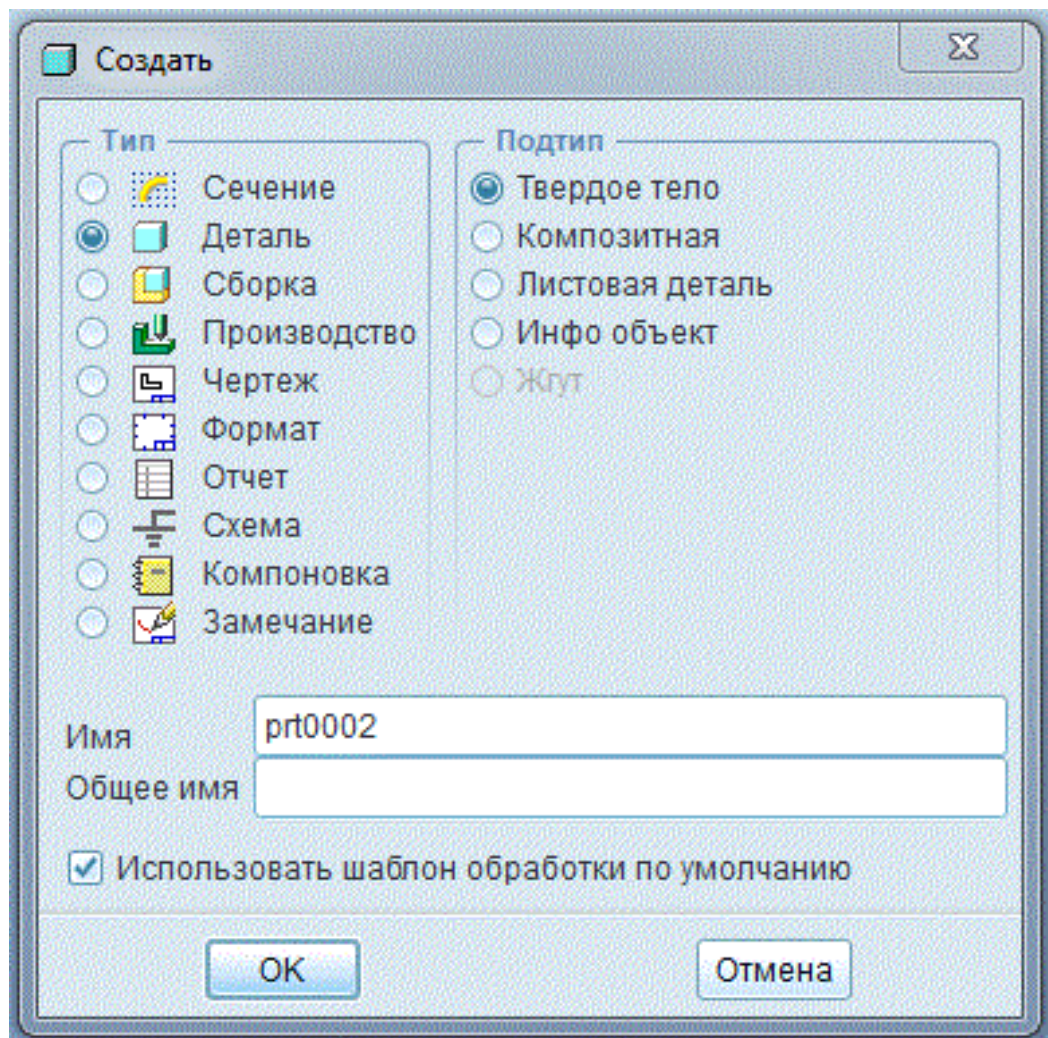 Создать
Тип
Сечение
Деталь
Сборка
Производство
Чертеж
Формат
Отчет
Схема
Компоновка
Замечание
Подтип
Твердое тело
Композитная
Листовая деталь
Инфо объект
Жгут
Имя prt0002
Общее имя
Использовать шаблон обработки по умолчанию
OK Отмена